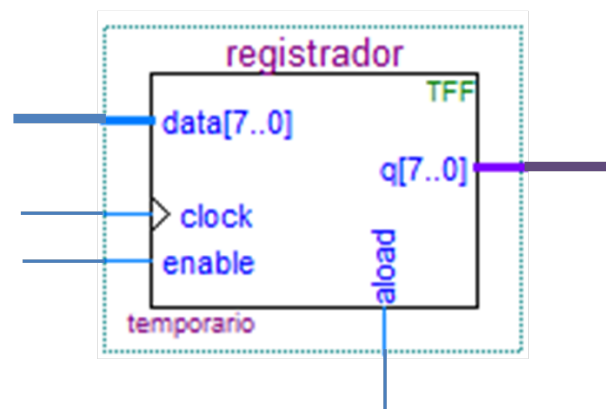 registrador
TFF
data[7..0]
q[7..0]
clock
enable
aload
temporario